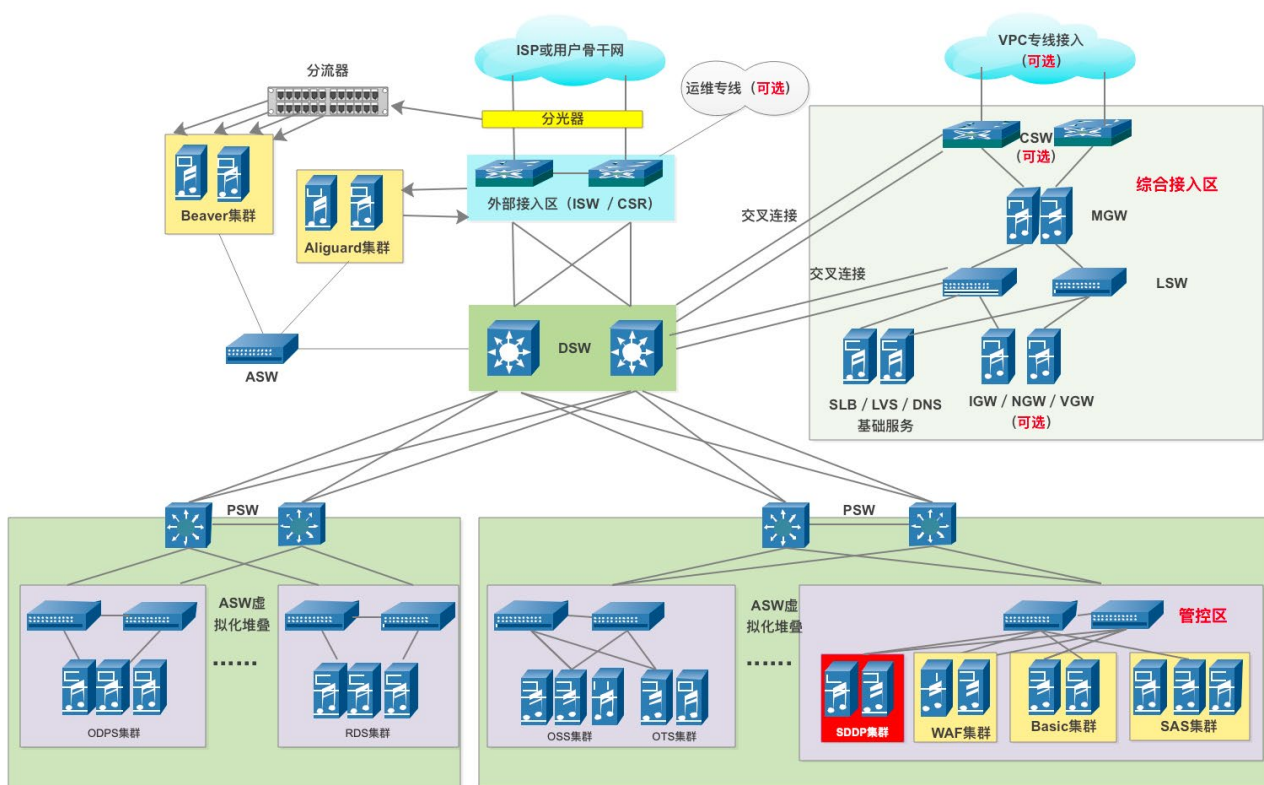 ISP或用户骨干网
VPC专线接入
(可选)
分流器
运维专线（可选）
分光器
CSW
(可选)
综合接入区
Beaver集群
Aliguard集群
外部接入区（ISW / CSR）
MGW
交叉连接
交叉连接
LSW
DSW
ASW
SLB / LVS / DNS
基础服务
IGW / NGW / VGW
(可选)
PSW
PSW
ASW虚
拟化堆叠
……
ASW虚
拟化堆叠
……
管控区
ODPS集群
RDS集群
OSS集群
OTS集群
SDDP集群
WAF集群
Basic集群
SAS集群